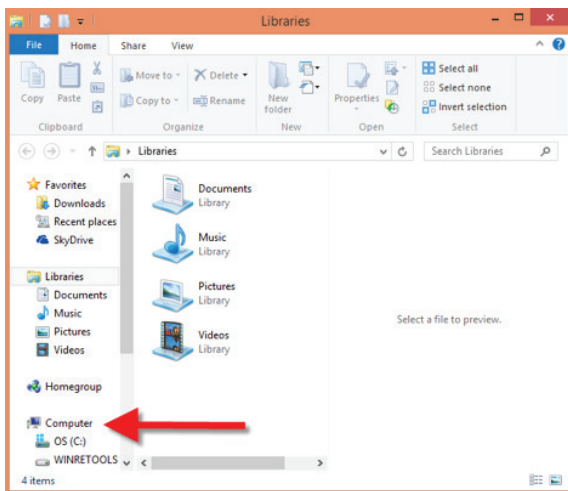 Libraries
File Home Share View
Copy
Paste
Move to
Copy to
Delete
Rename
New folder
Properties
Select all
Select none
Invert selection
Clipboard Organize New Open Select
Libraries
Search Libraries
Favorites
Downloads
Recent places
SkyDrive
Libraries
Documents
Music
Pictures
Videos
Homegroup
Computer
OS (C:)
WINRETOOLS
Documents
Library
Music
Library
Pictures
Library
Videos
Library
Select a file to preview.
4 items